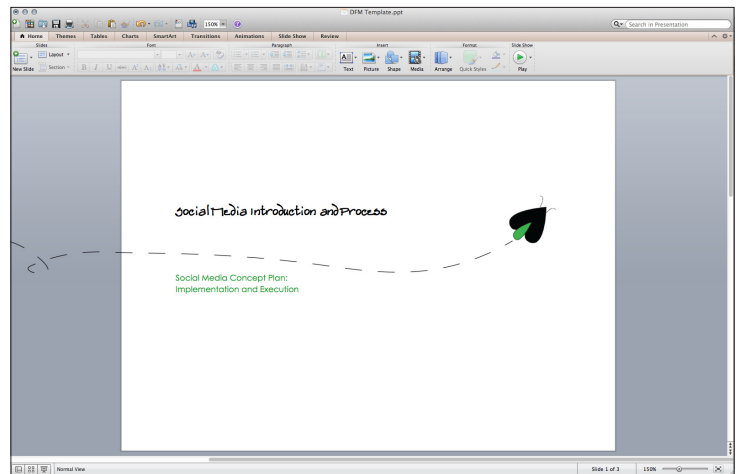 DFM Template.ppt
150%
Search in Presentation
Home Themes Tables Charts SmartArt Transitions Animations Slide Show Review
Slides Font Paragraph Insert Format Slide Show
New Slide Layout Section
B I U ABC
Text Picture Shape Media Arrange Quick Styles Play
Social Media Introduction and Process
Social Media Concept Plan:
Implementation and Execution
Normal View Slide 1 of 3 150%